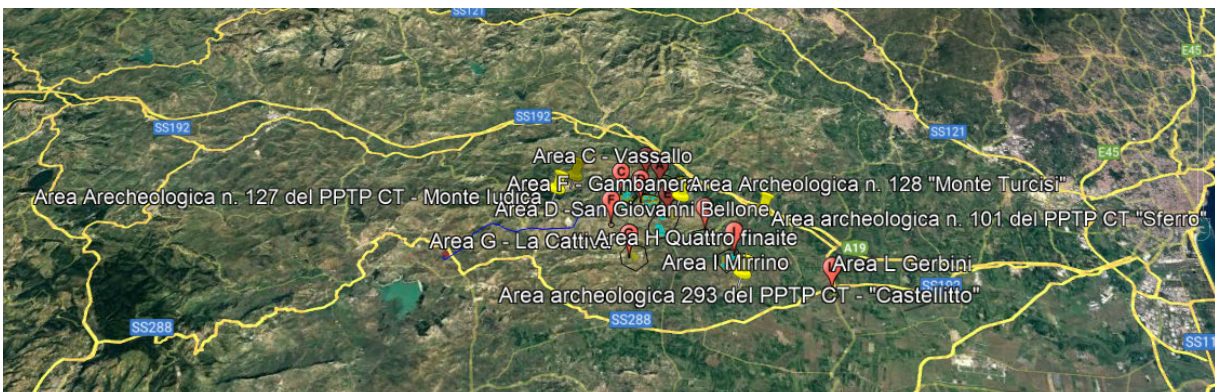 SS121
E45
SS192
SS192
SS121
E45
Area C - Vassallo
Area Arecheologica n. 127 del PPTP CT - Monte Iudica
Area F - Gambanera
Area Archeologica n. 128 "Monte Turcisi"
Area D -San Giovanni Bellone
Area archeologica n. 101 del PPTP CT "Sferro"
Area G - La Cattiva
Area H Quattro finaite
A19
Area I Mirrino
Area L Gerbini
SS192
Area archeologica 293 del PPTP CT - "Castellitto"
SS288
SS288
SS11